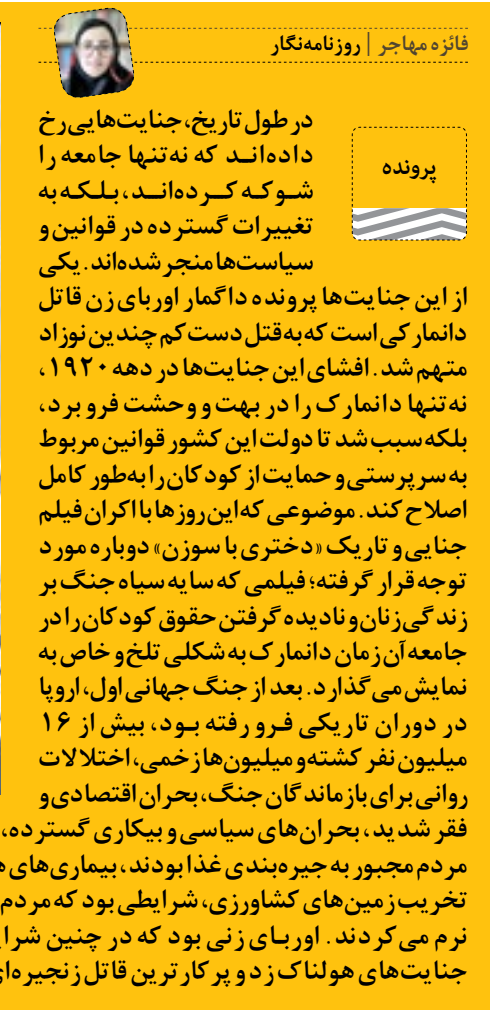 فائزه مهاجر | روزنامه‌نگار
پرونده
در طول تاریخ، جنایت‌هایی رخ
داده‌اند که نه‌تنها جامعه را
شوکه کرده‌اند، بلکه به
تغییرات گسترده در قوانین و
سیاست‌ها منجر شده‌اند. یکی
از این جنایت‌ها پرونده داگمار اوربای زن قاتل
دانمارکی است که به‌قتل دست‌کم چندین نوزاد
متهم شد. افشای این جنایت‌ها در دهه ۱۹۲۰،
نه‌تنها دانمارک را در بهت و وحشت فرو برد،
بلکه سبب شد تا دولت این کشور قوانین مربوط
به سرپرستی و حمایت از کودکان را به‌طور کامل
اصلاح کند. موضوعی که این روزها با اکران فیلم
جنایی و تاریک «دختری با سوزن» دوباره مورد
توجه قرار گرفته؛ فیلمی که سایه سیاه جنگ بر
زندگی زنان و نادیده گرفتن حقوق کودکان را در
جامعه آن زمان دانمارک به‌شکلی تلخ و خاص به
نمایش می‌گذارد. بعد از جنگ جهانی اول، اروپا
در دوران تاریکی فرو رفته بود، بیش از ۱۶
میلیون نفر کشته و میلیون‌ها زخمی، اختلالات
روانی برای بازماندگان جنگ، بحران اقتصادی و
فقر شدید، بحران‌های سیاسی و بیکاری گسترده،
مردم مجبور به جیره‌بندی غذا بودند، بیماری‌های
تخریب زمین‌های کشاورزی، شرایطی بود که مردم
نرم می‌کردند. اوربای زنی بود که در چنین
جنایت‌های هولناک زد و پرکارترین قاتل